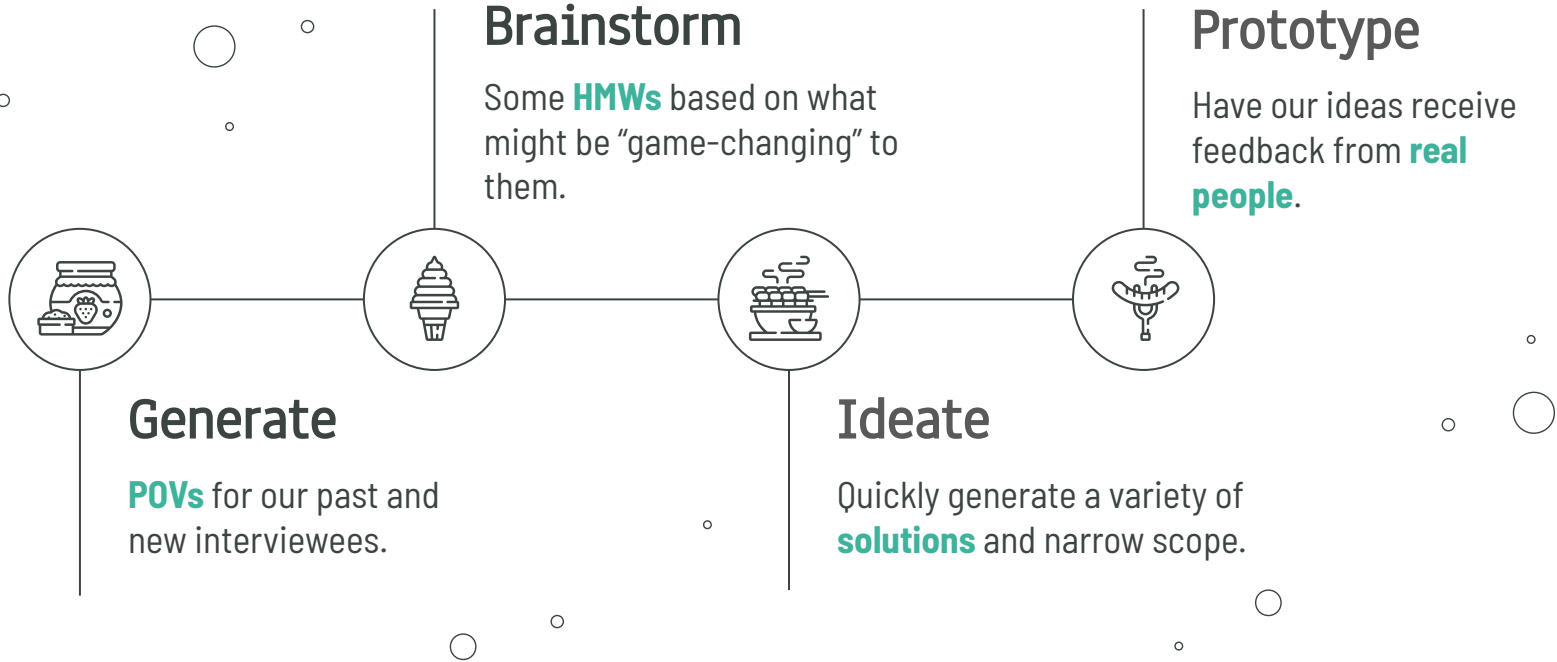 Generate
POVs for our past and
new interviewees.
Brainstorm
Some HMWs based on what
might be “game-changing” to
them.
Ideate
Quickly generate a variety of
solutions and narrow scope.
Prototype
Have our ideas receive
feedback from real
people.